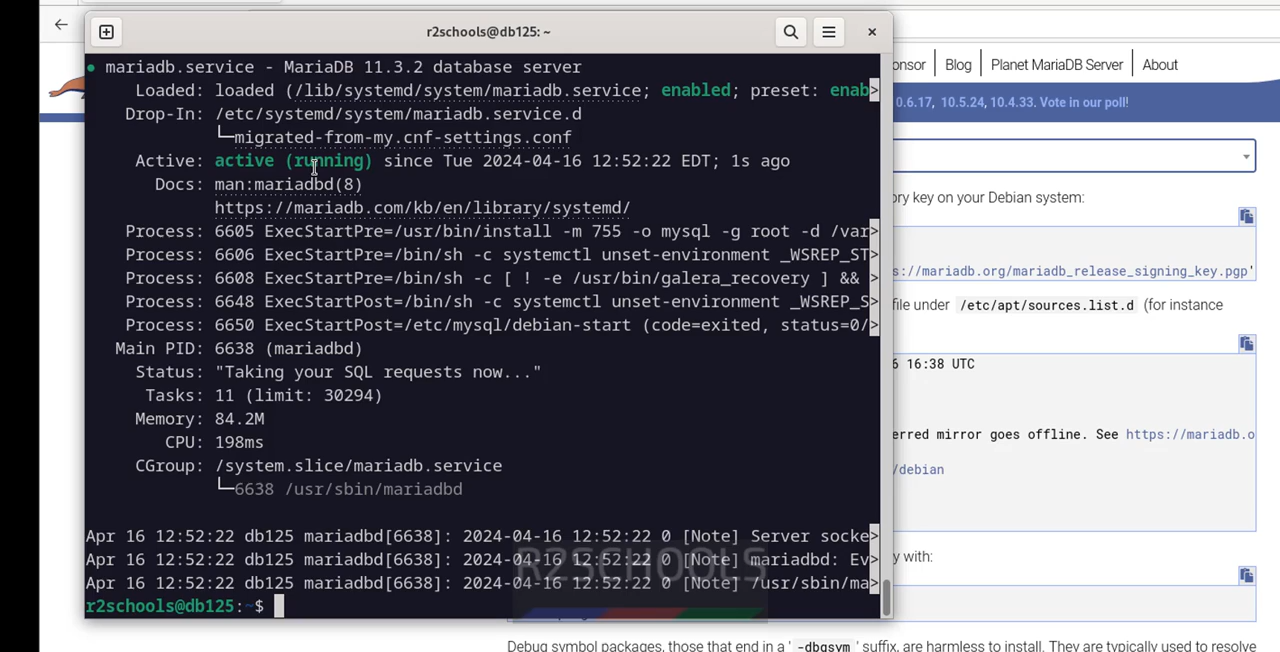 r2schools@db125: ~
● mariadb.service - MariaDB 11.3.2 database server
Loaded: loaded (/lib/systemd/system/mariadb.service; enabled; preset: enab>
Drop-In: /etc/systemd/system/mariadb.service.d
└─migrated-from-my.cnf-settings.conf
Active: active (running) since Tue 2024-04-16 12:52:22 EDT; 1s ago
Docs: man:mariadbd(8)
https://mariadb.com/kb/en/library/systemd/
Process: 6605 ExecStartPre=/usr/bin/install -m 755 -o mysql -g root -d /var>
Process: 6606 ExecStartPre=/bin/sh -c systemctl unset-environment _WSREP_ST>
Process: 6608 ExecStartPre=/bin/sh -c [ ! -e /usr/bin/galera_recovery ] && >
Process: 6648 ExecStartPost=/bin/sh -c systemctl unset-environment _WSREP_S>
Process: 6650 ExecStartPost=/etc/mysql/debian-start (code=exited, status=0/>
Main PID: 6638 (mariadbd)
Status: "Taking your SQL requests now..."
Tasks: 11 (limit: 30294)
Memory: 84.2M
CPU: 198ms
CGroup: /system.slice/mariadb.service
└─6638 /usr/sbin/mariadbd
Apr 16 12:52:22 db125 mariadbd[6638]: 2024-04-16 12:52:22 0 [Note] Server socke>
Apr 16 12:52:22 db125 mariadbd[6638]: 2024-04-16 12:52:22 0 [Note] mariadbd: Ev>
Apr 16 12:52:22 db125 mariadbd[6638]: 2024-04-16 12:52:22 0 [Note] /usr/sbin/ma>
r2schools@db125:~$
R2SCHOOLS
onsor Blog Planet MariaDB Server About
0.6.17, 10.5.24, 10.4.33. Vote in our poll!
ory key on your Debian system:
s://mariadb.org/mariadb_release_signing_key.pgp'
file under /etc/apt/sources.list.d (for instance
6 16:38 UTC
erred mirror goes offline. See https://mariadb.o
/debian
y with:
Debug symbol packages, those that end in a '-dbgsym' suffix, are harmless to install. They are typically used to resolve